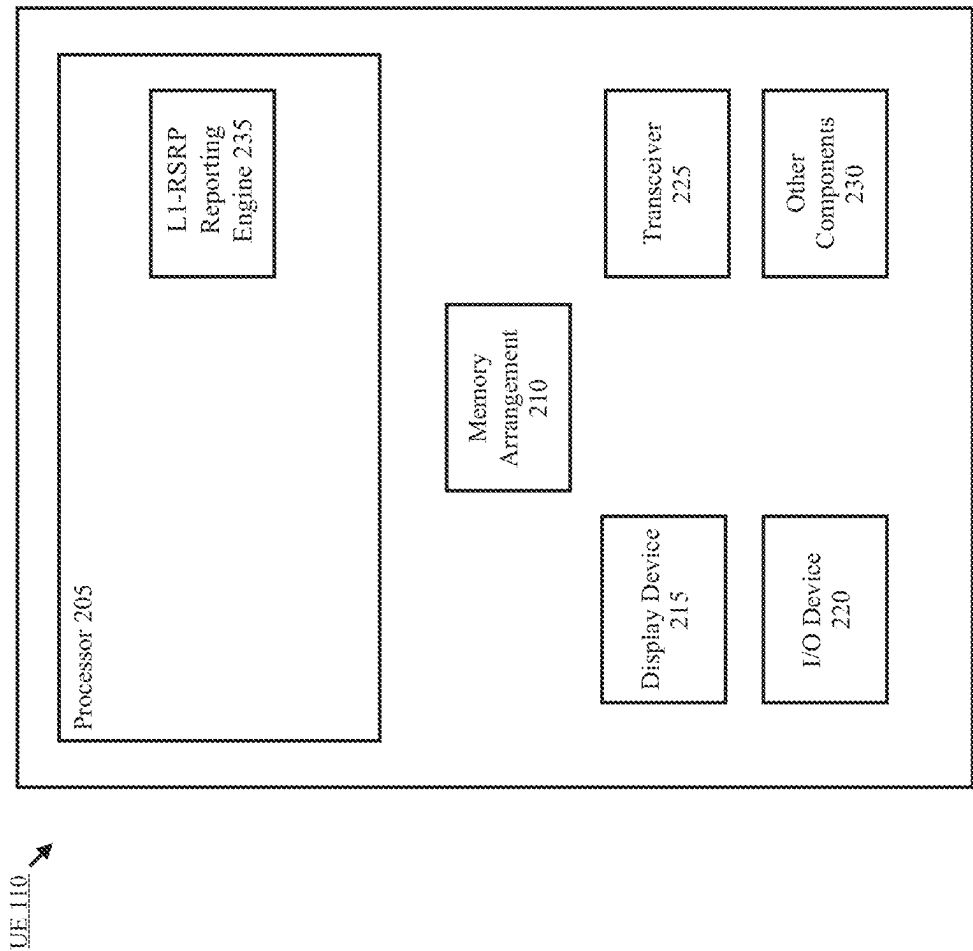 UE 110
Processor 205
L1-RSRP
Reporting
Engine 235
Memory
Arrangement
210
Display Device
215
Transceiver
225
I/O Device
220
Other
Components
230